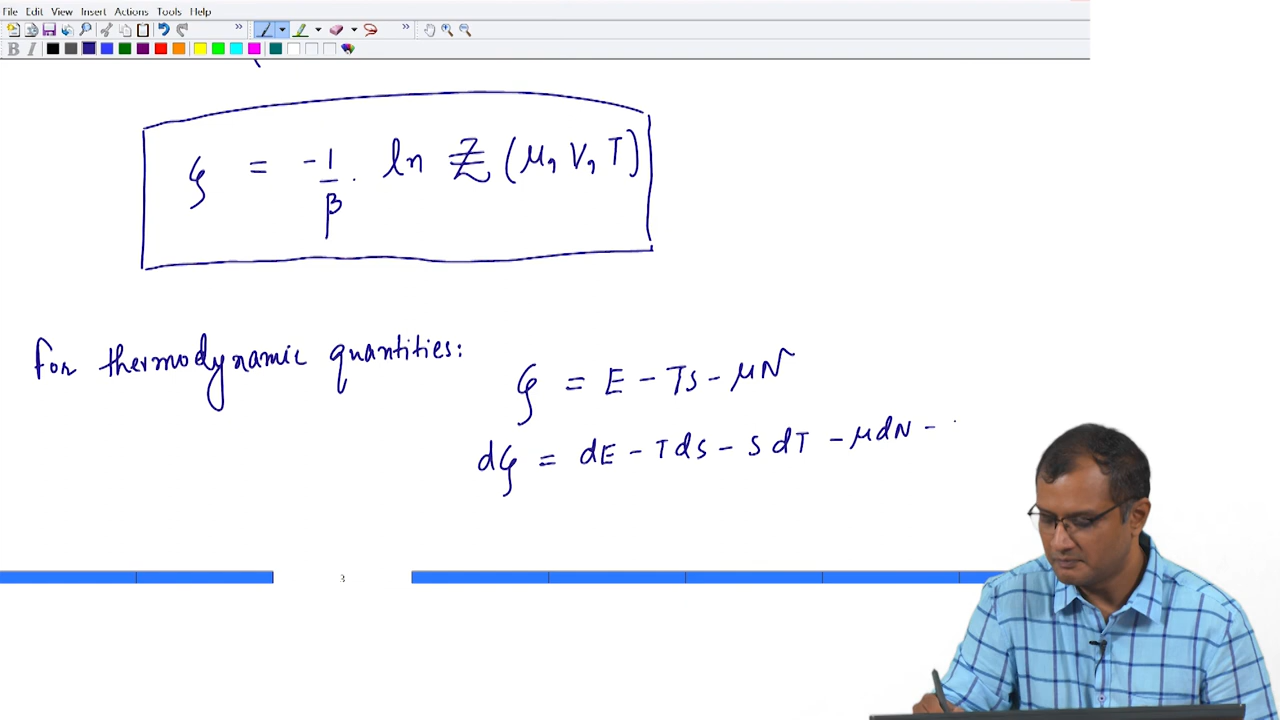 File Edit View Insert Actions Tools Help
» »
B I
𝒢 = -1/β · ln Z (μ, V, T)
For thermodynamic quantities:
𝒢 = E - TS - μN
d𝒢 = dE - TdS - SdT - μdN -
3